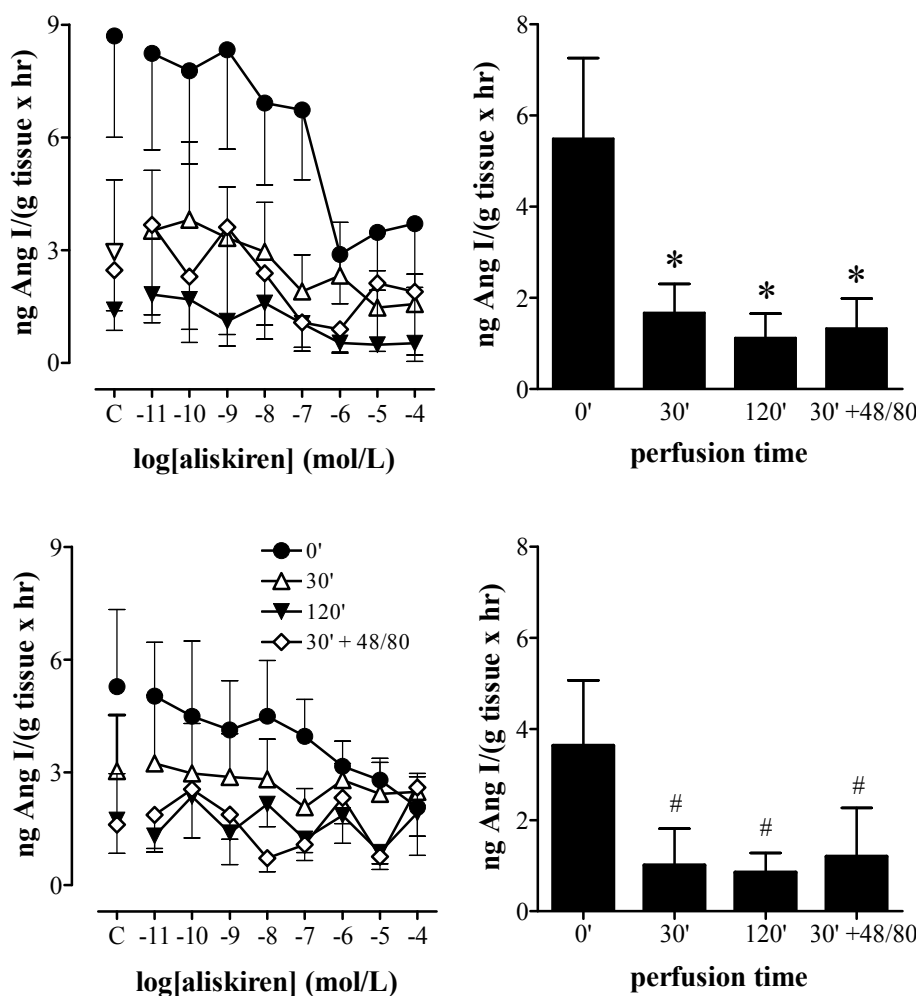 9
6
3
0
ng Ang I/(g tissue x hr)
C -11 -10 -9 -8 -7 -6 -5 -4
log[aliskiren] (mol/L)
8
6
4
2
0
ng Ang I/(g tissue x hr)
* * *
0' 30' 120' 30' +48/80
perfusion time
9
6
3
0
ng Ang I/(g tissue x hr)
0'
30'
120'
30' + 48/80
C -11 -10 -9 -8 -7 -6 -5 -4
log[aliskiren] (mol/L)
8
6
4
2
0
ng Ang I/(g tissue x hr)
# # #
0' 30' 120' 30' +48/80
perfusion time